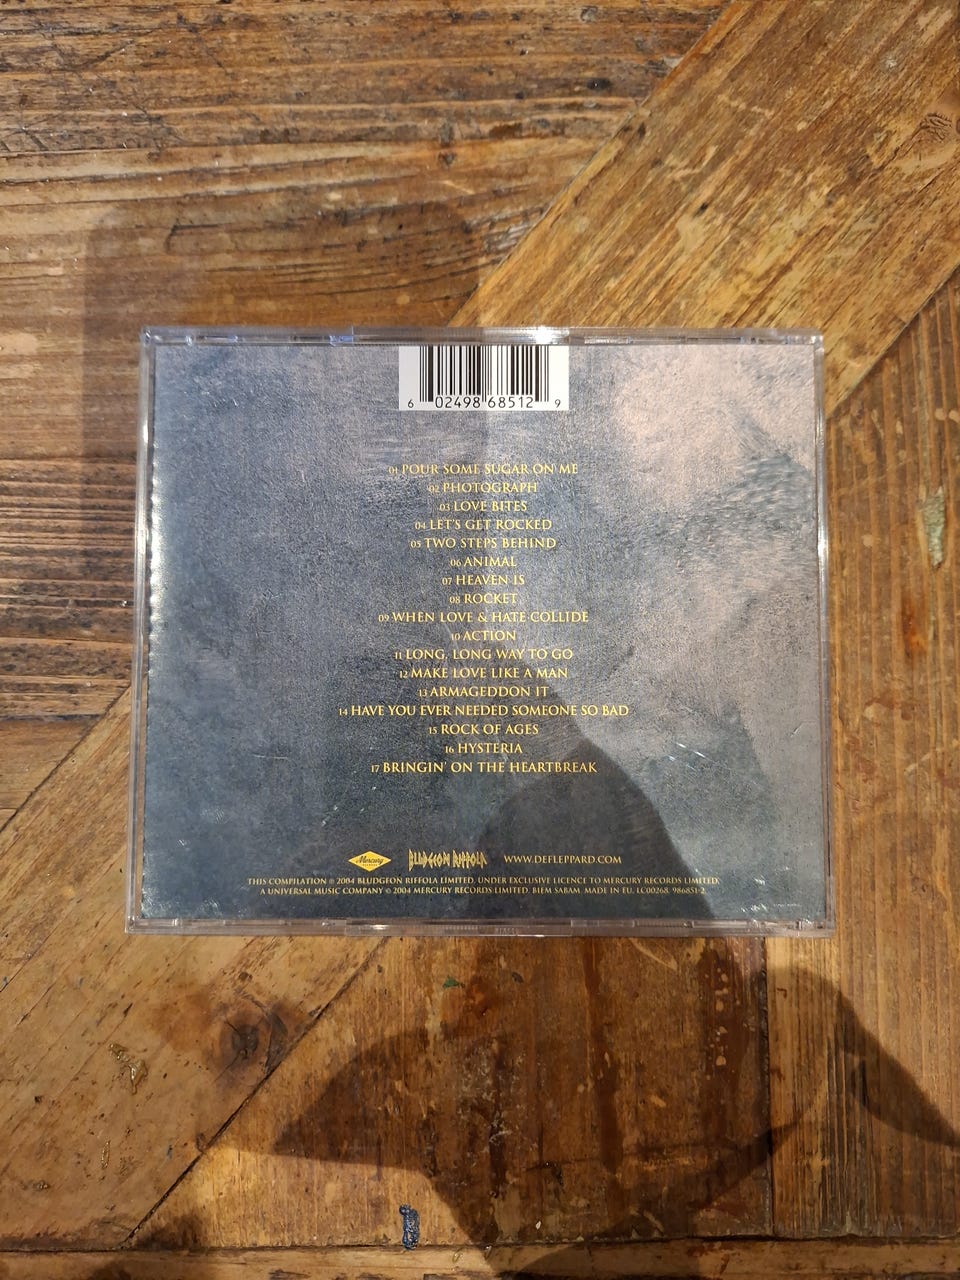 6 02498 68512 9
01 POUR SOME SUGAR ON ME
02 PHOTOGRAPH
03 LOVE BITES
04 LET'S GET ROCKED
05 TWO STEPS BEHIND
06 ANIMAL
07 HEAVEN IS
08 ROCKET
09 WHEN LOVE & HATE COLLIDE
10 ACTION
11 LONG, LONG WAY TO GO
12 MAKE LOVE LIKE A MAN
13 ARMAGEDDON IT
14 HAVE YOU EVER NEEDED SOMEONE SO BAD
15 ROCK OF AGES
16 HYSTERIA
17 BRINGIN' ON THE HEARTBREAK
Mercury BLUDGEON RIFFOLA WWW.DEFLEPPARD.COM
THIS COMPILATION ℗ 2004 BLUDGEON RIFFOLA LIMITED, UNDER EXCLUSIVE LICENCE TO MERCURY RECORDS LIMITED.
A UNIVERSAL MUSIC COMPANY © 2004 MERCURY RECORDS LIMITED. BIEM SABAM. MADE IN EU. LC00268. 986851-2